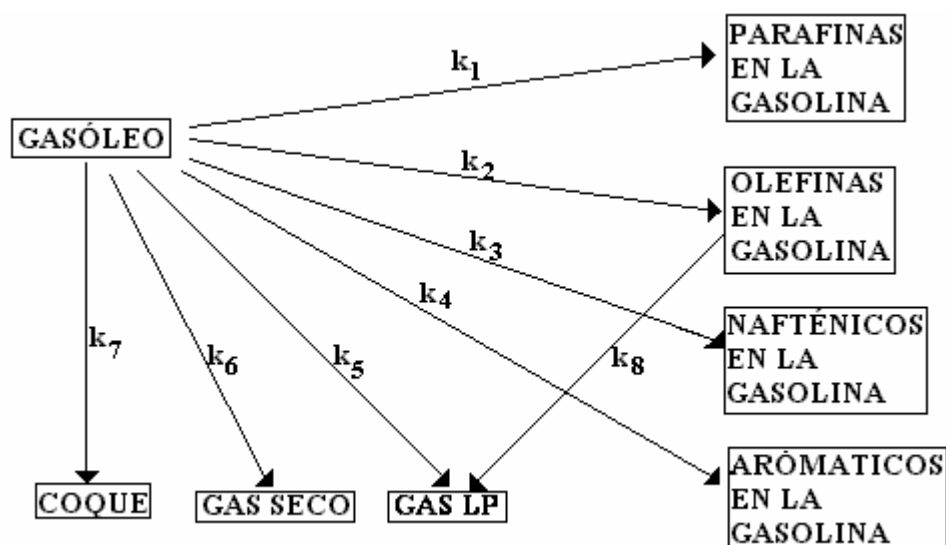 PARAFINAS
EN LA
GASOLINA
k1
GASÓLEO
k2
OLEFINAS
EN LA
GASOLINA
k3
k4
NAFTÉNICOS
EN LA
GASOLINA
k7
k6
k5
k8
ARÓMATICOS
EN LA
GASOLINA
COQUE
GAS SECO
GAS LP